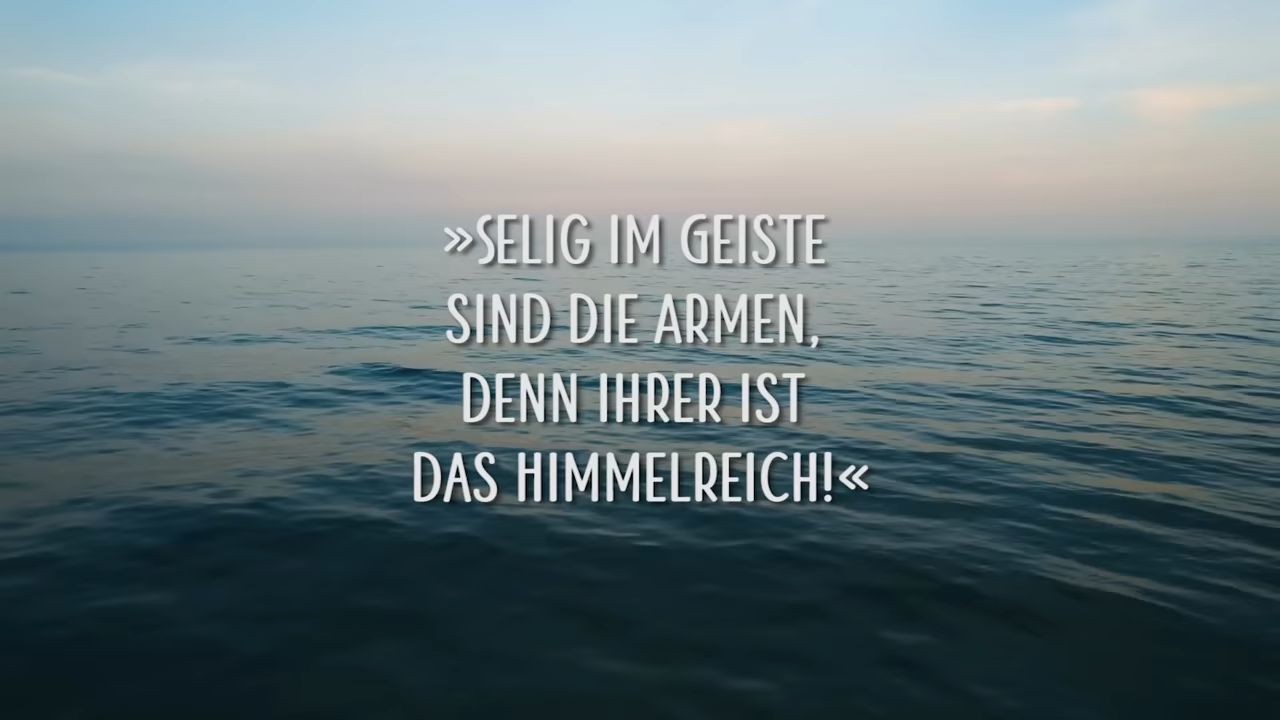 »SELIG IM GEISTE
SIND DIE ARMEN,
DENN IHRER IST
DAS HIMMELREICH!«